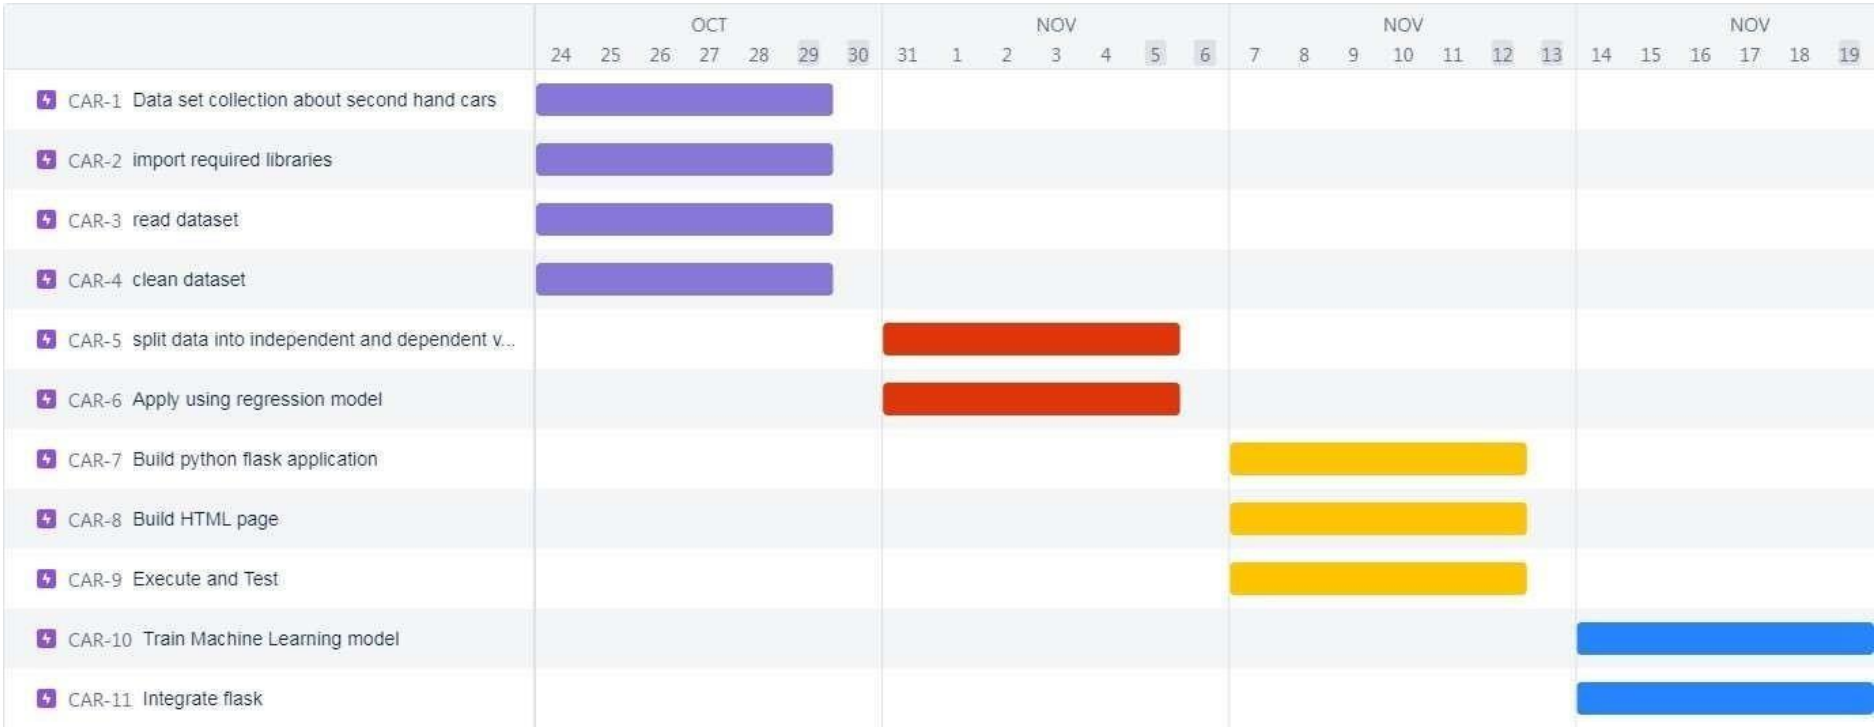 OCT NOV NOV NOV
24 25 26 27 28 29 30 31 1 2 3 4 5 6 7 8 9 10 11 12 13 14 15 16 17 18 19
CAR-1 Data set collection about second hand cars
CAR-2 import required libraries
CAR-3 read dataset
CAR-4 clean dataset
CAR-5 split data into independent and dependent v...
CAR-6 Apply using regression model
CAR-7 Build python flask application
CAR-8 Build HTML page
CAR-9 Execute and Test
CAR-10 Train Machine Learning model
CAR-11 Integrate flask